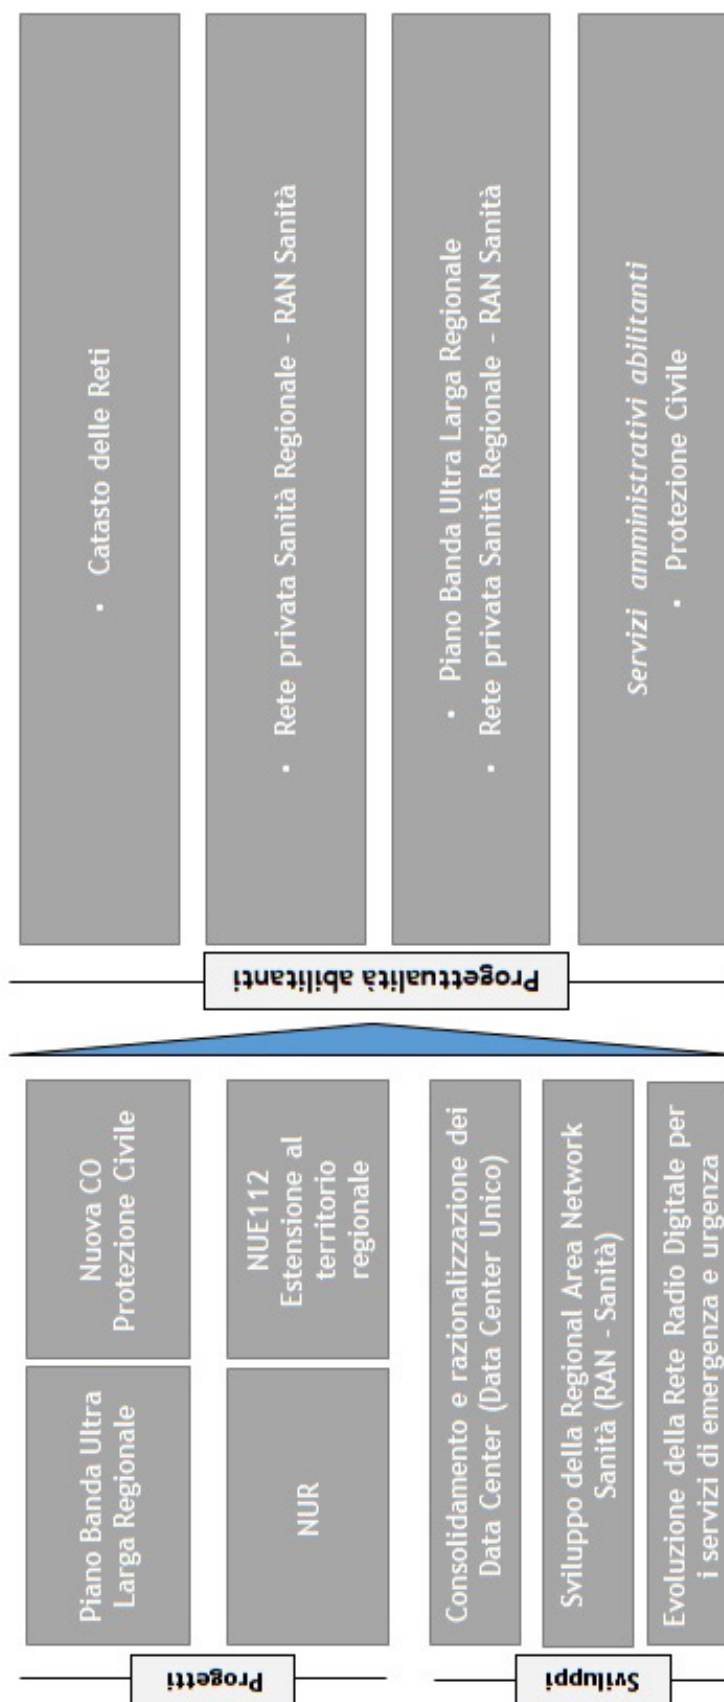 Progetti
Piano Banda Ultra
Larga Regionale
Nuova CO
Protezione Civile
NUR
NUE112
Estensione al
territorio
regionale
Sviluppi
Consolidamento e razionalizzazione dei
Data Center (Data Center Unico)
Sviluppo della Regional Area Network
Sanità (RAN - Sanità)
Evoluzione della Rete Radio Digitale per
i servizi di emergenza e urgenza
Progettualità abilitanti
• Catasto delle Reti
• Rete privata Sanità Regionale - RAN Sanità
• Piano Banda Ultra Larga Regionale
• Rete privata Sanità Regionale - RAN Sanità
Servizi amministrativi abilitanti
• Protezione Civile